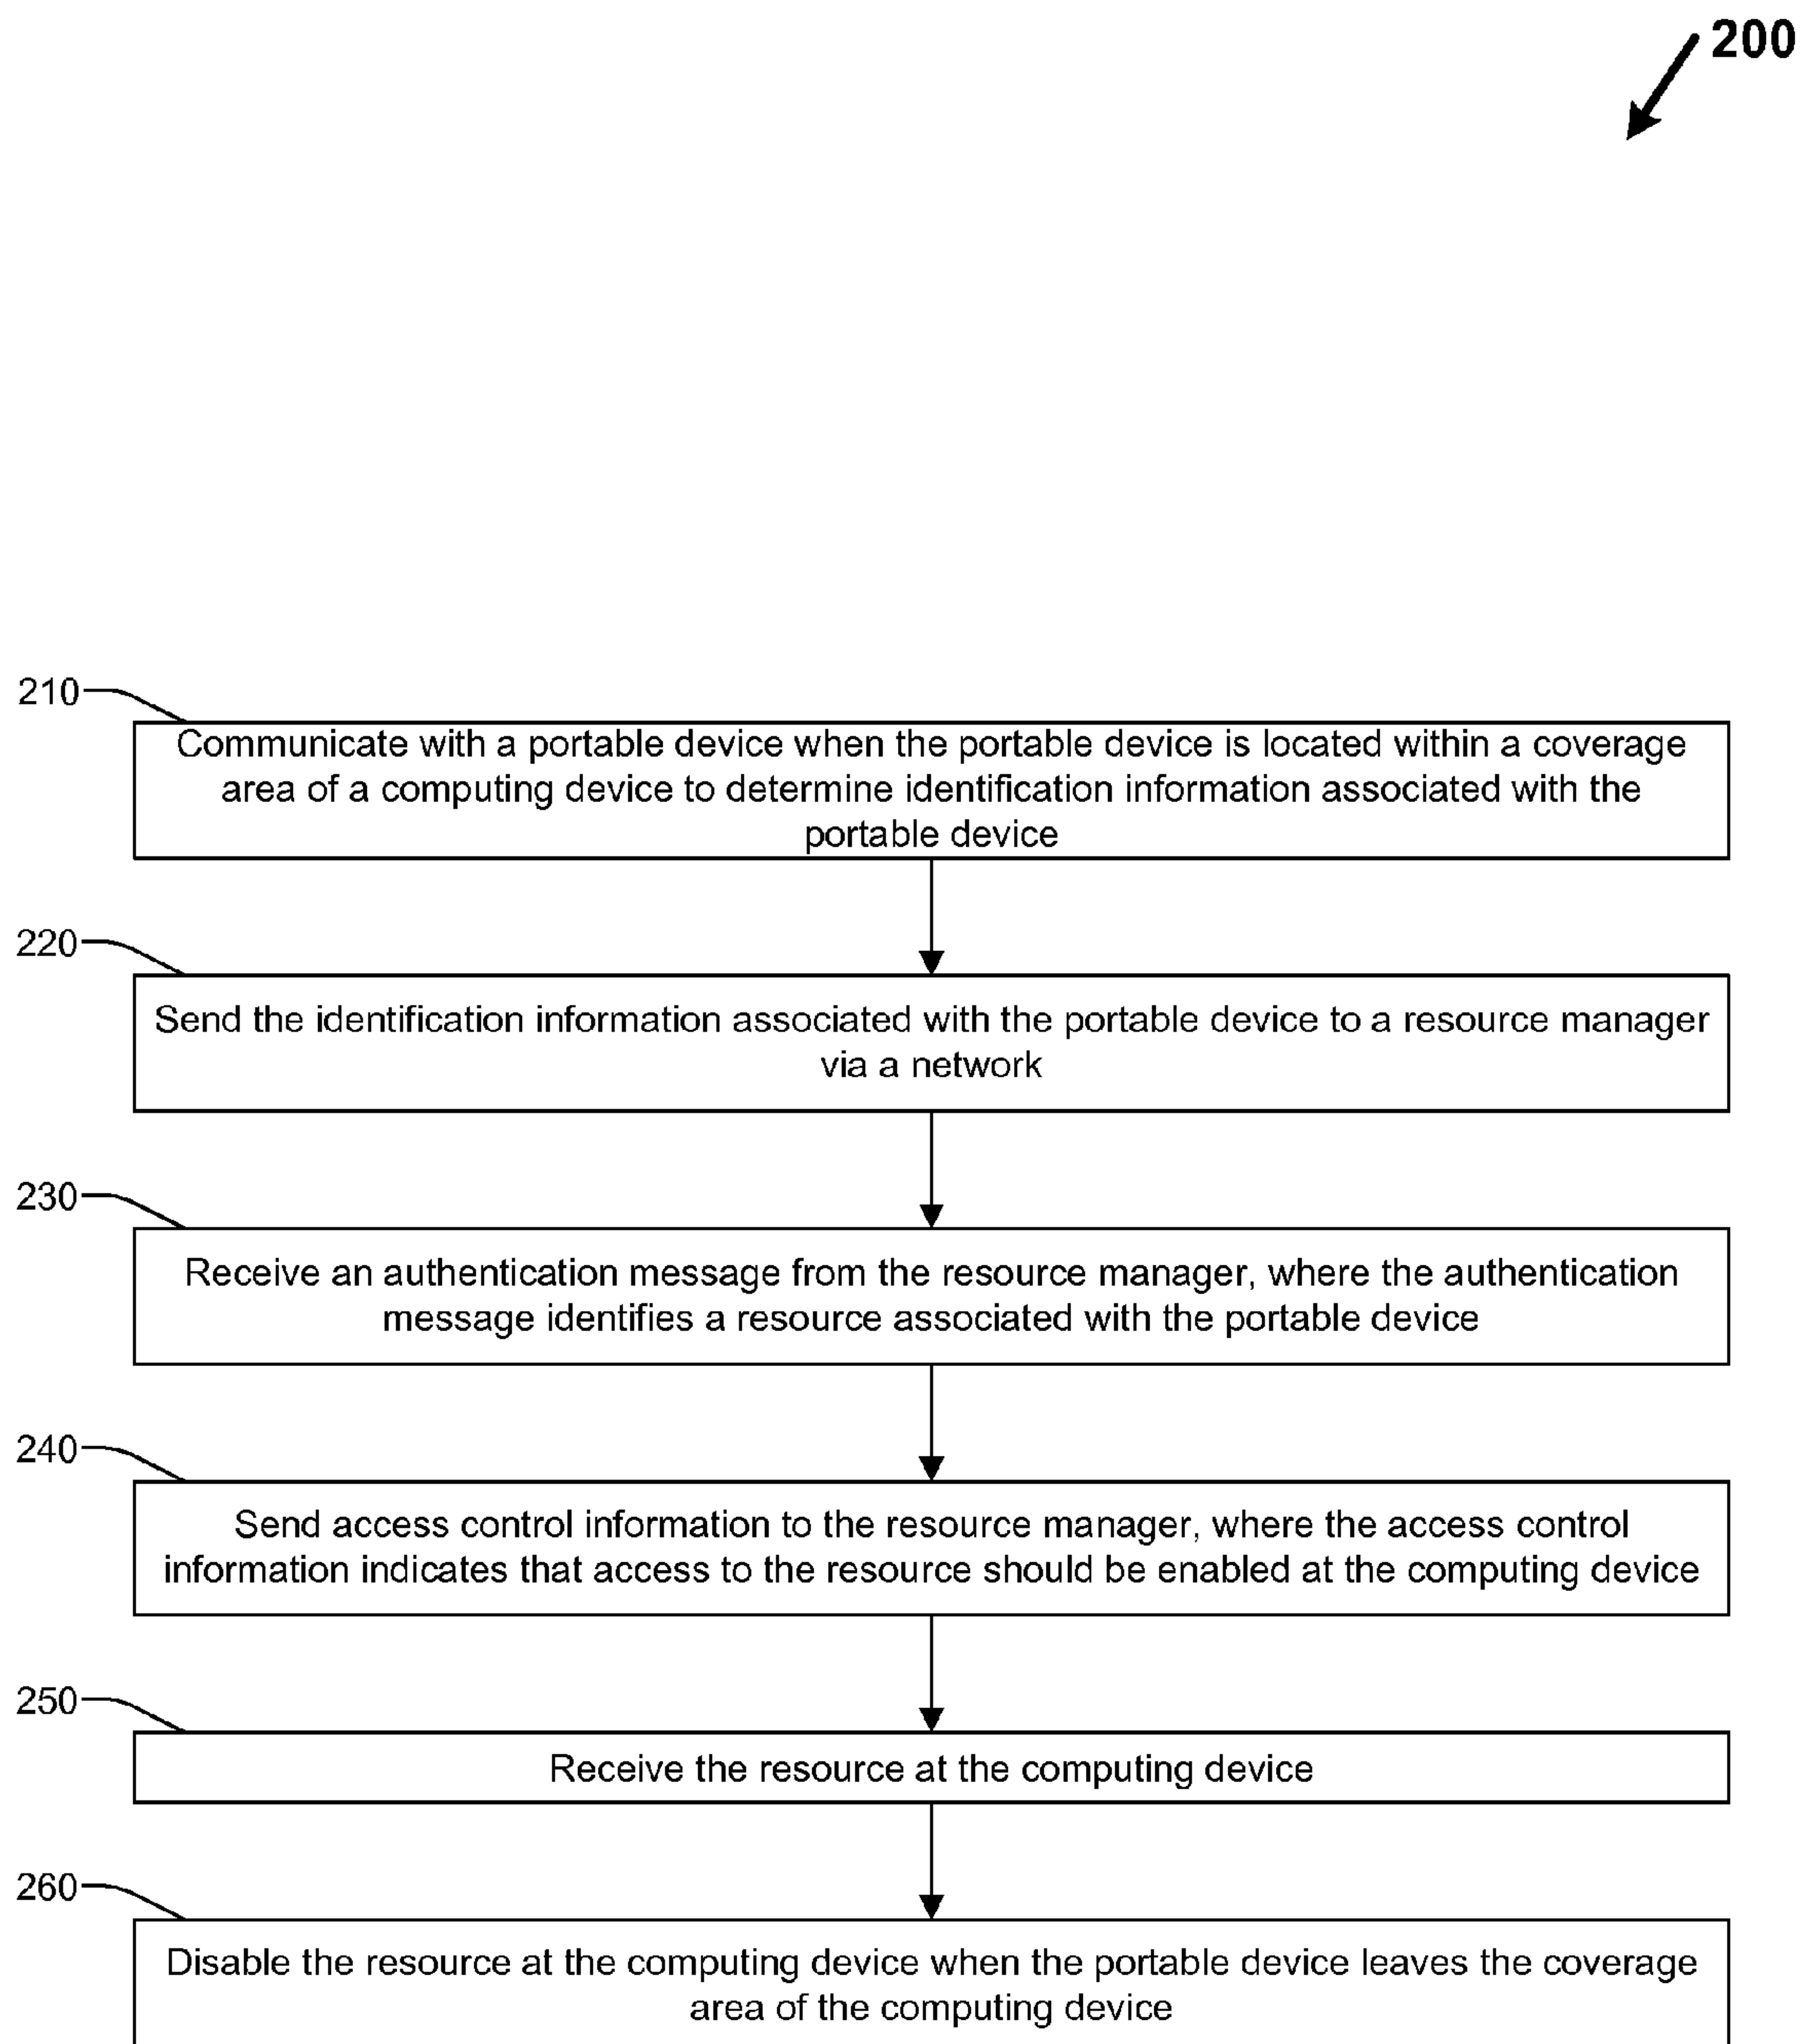 200
210
Communicate with a portable device when the portable device is located within a coverage
area of a computing device to determine identification information associated with the
portable device
220
Send the identification information associated with the portable device to a resource manager
via a network
230
Receive an authentication message from the resource manager, where the authentication
message identifies a resource associated with the portable device
240
Send access control information to the resource manager, where the access control
information indicates that access to the resource should be enabled at the computing device
250
Receive the resource at the computing device
260
Disable the resource at the computing device when the portable device leaves the coverage
area of the computing device